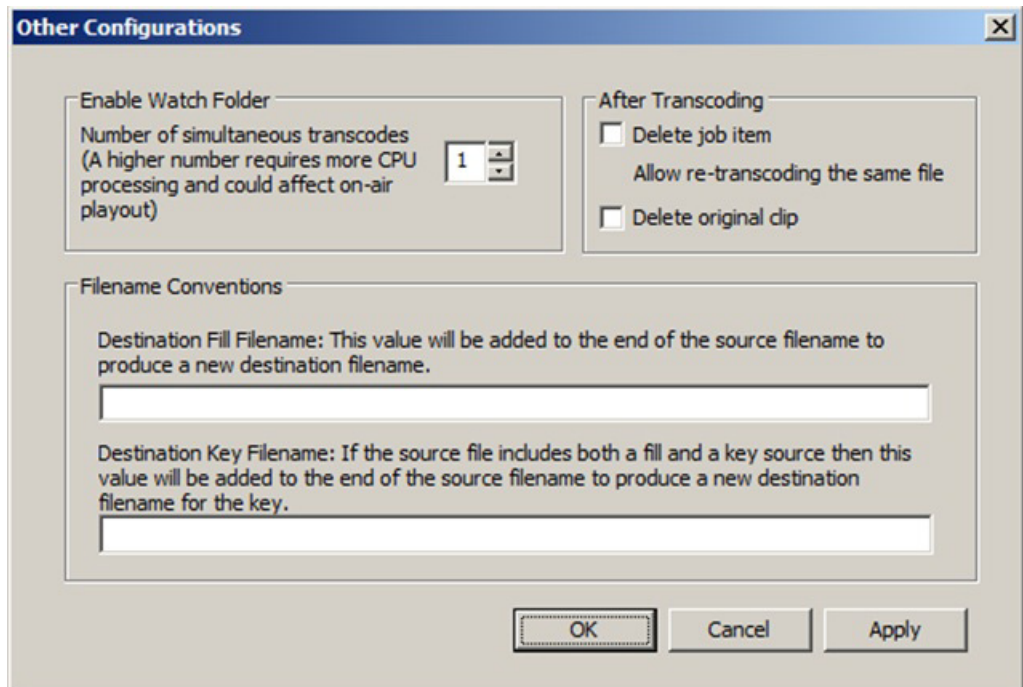 Other Configurations
Enable Watch Folder
Number of simultaneous transcodes
(A higher number requires more CPU
processing and could affect on-air
playout)
1
After Transcoding
Delete job item
Allow re-transcoding the same file
Delete original clip
Filename Conventions
Destination Fill Filename: This value will be added to the end of the source filename to
produce a new destination filename.
Destination Key Filename: If the source file includes both a fill and a key source then this
value will be added to the end of the source filename to produce a new destination
filename for the key.
OK
Cancel
Apply